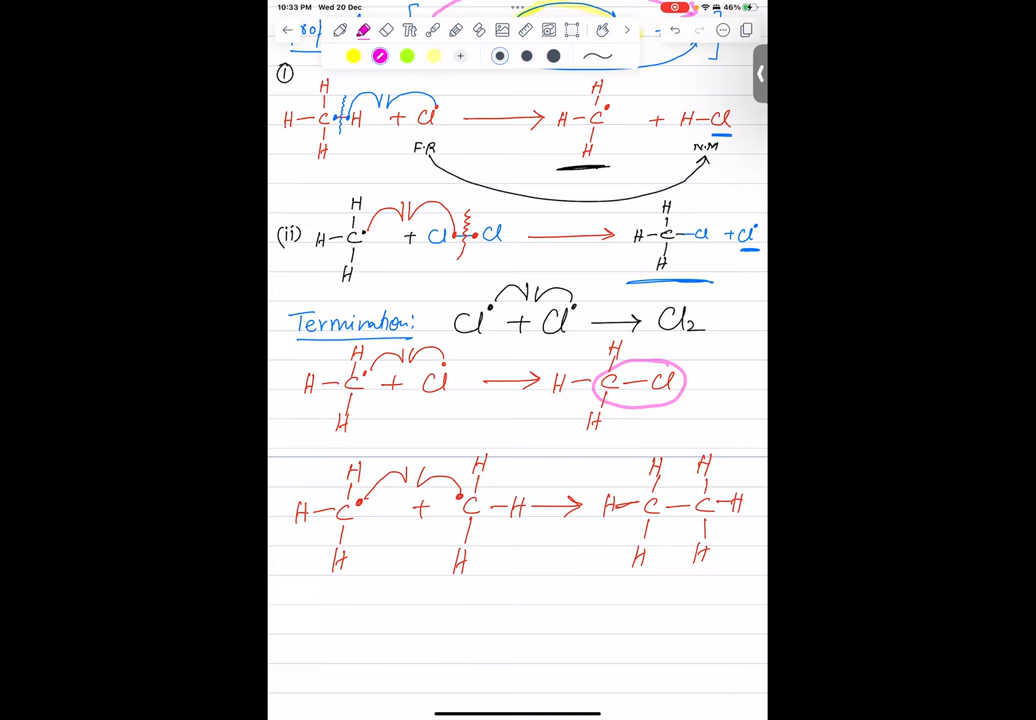 10:33 PM Wed 20 Dec 46%
Tt
①
H H
H—C•—•H + Cl• ⟶ H—C• + H—Cl
H H
F.R N.M
H H
(ii) H—C• + Cl•—•Cl ⟶ H—C—Cl + Cl•
H H
Termination: Cl• + Cl• ⟶ Cl2
H H
H—C• + Cl• ⟶ H—C—Cl
H H
H H H H
H—C• + •C—H ⟶ H—C—C—H
H H H H